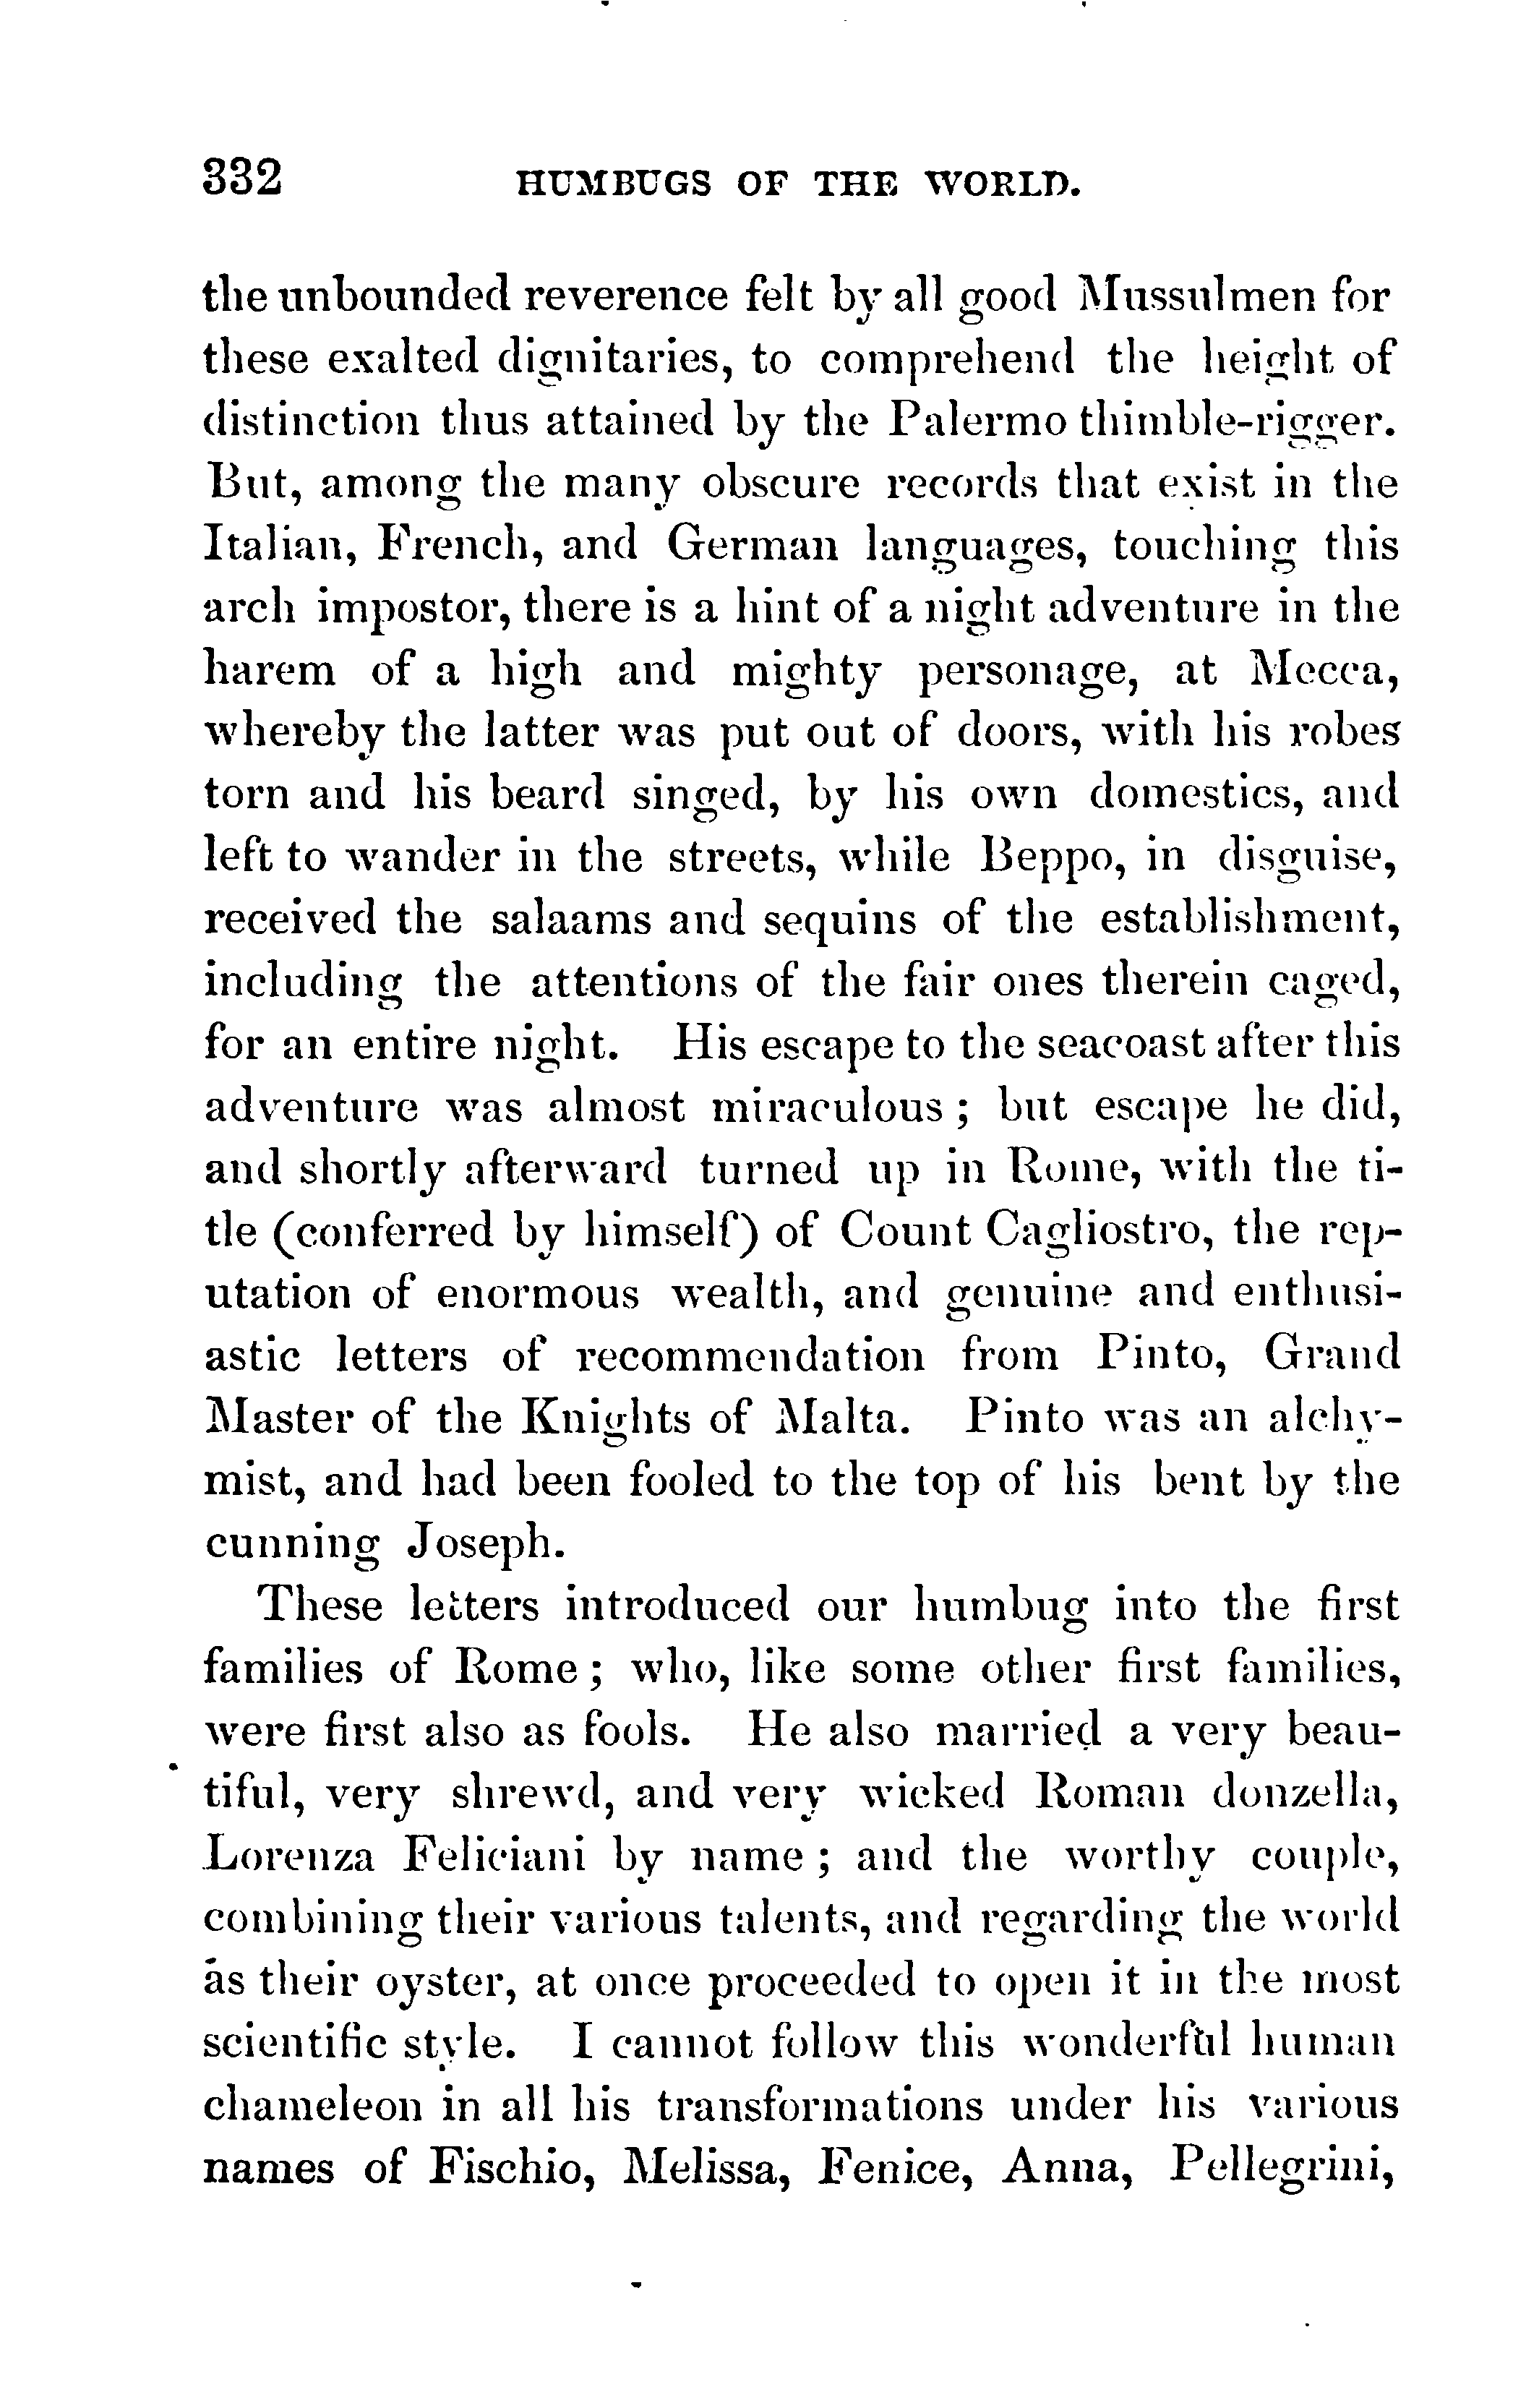 332 HUMBUGS OF THE WORLD.
the unbounded reverence felt by all good Mussulmen for
these exalted dignitaries, to comprehend the height of
distinction thus attained by the Palermo thimble-rigger.
But, among the many obscure records that exist in the
Italian, French, and German languages, touching this
arch impostor, there is a hint of a night adventure in the
harem of a high and mighty personage, at Mecca,
whereby the latter was put out of doors, with his robes
torn and his beard singed, by his own domestics, and
left to wander in the streets, while Beppo, in disguise,
received the salaams and sequins of the establishment,
including the attentions of the fair ones therein caged,
for an entire night. His escape to the seacoast after this
adventure was almost miraculous ; but escape he did,
and shortly afterward turned up in Rome, with the ti-
tle (conferred by himself) of Count Cagliostro, the rep-
utation of enormous wealth, and genuine and enthusi-
astic letters of recommendation from Pinto, Grand
Master of the Knights of Malta. Pinto was an alchy-
mist, and had been fooled to the top of his bent by the
cunning Joseph.
These letters introduced our humbug into the first
families of Rome ; who, like some other first families,
were first also as fools. He also married a very beau-
tiful, very shrewd, and very wicked Roman donzella,
Lorenza Feliciani by name ; and the worthy couple,
combining their various talents, and regarding the world
as their oyster, at once proceeded to open it in the most
scientific style. I cannot follow this wonderful human
chameleon in all his transformations under his various
names of Fischio, Melissa, Fenice, Anna, Pellegrini,